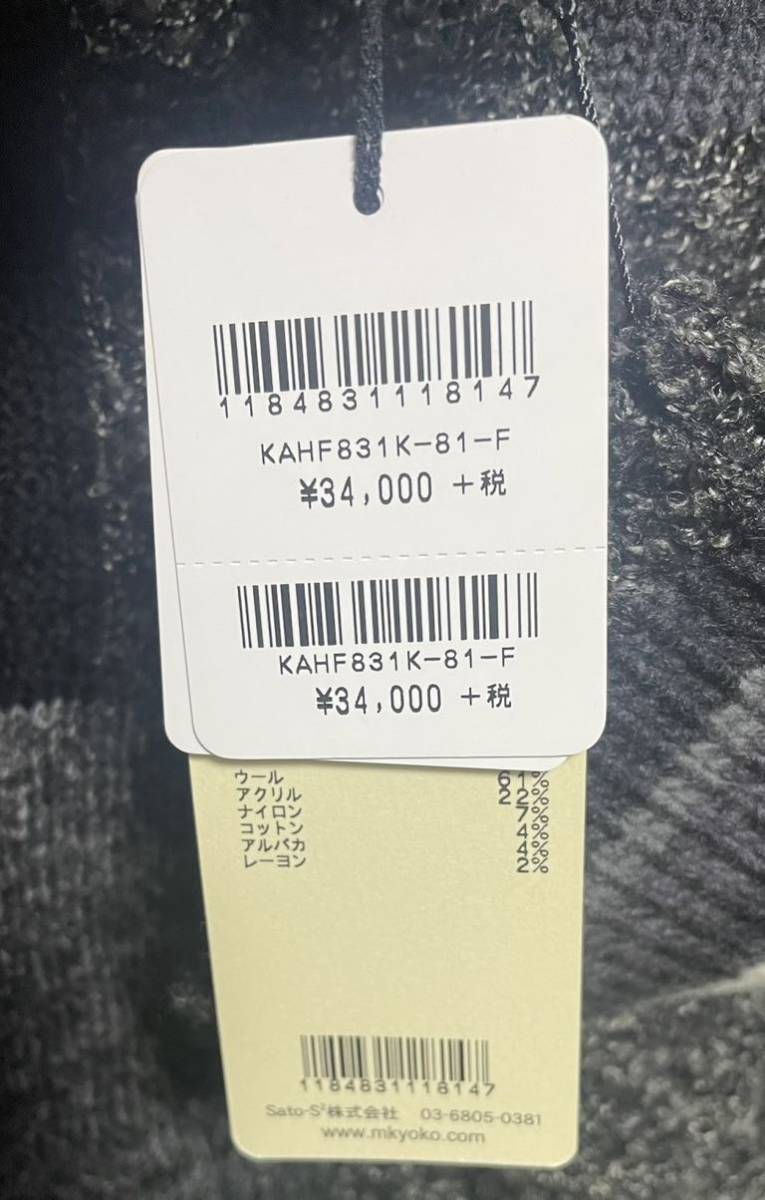 1184831118147
KAHF831K-81-F
¥34,000 +税
KAHF831K-81-F
¥34,000 +税
ウール 61%
アクリル 22%
ナイロン 7%
コットン 4%
アルパカ 4%
レーヨン 2%
1184831118147
Sato-S²株式会社 03-6805-0381
www.mkyoko.com